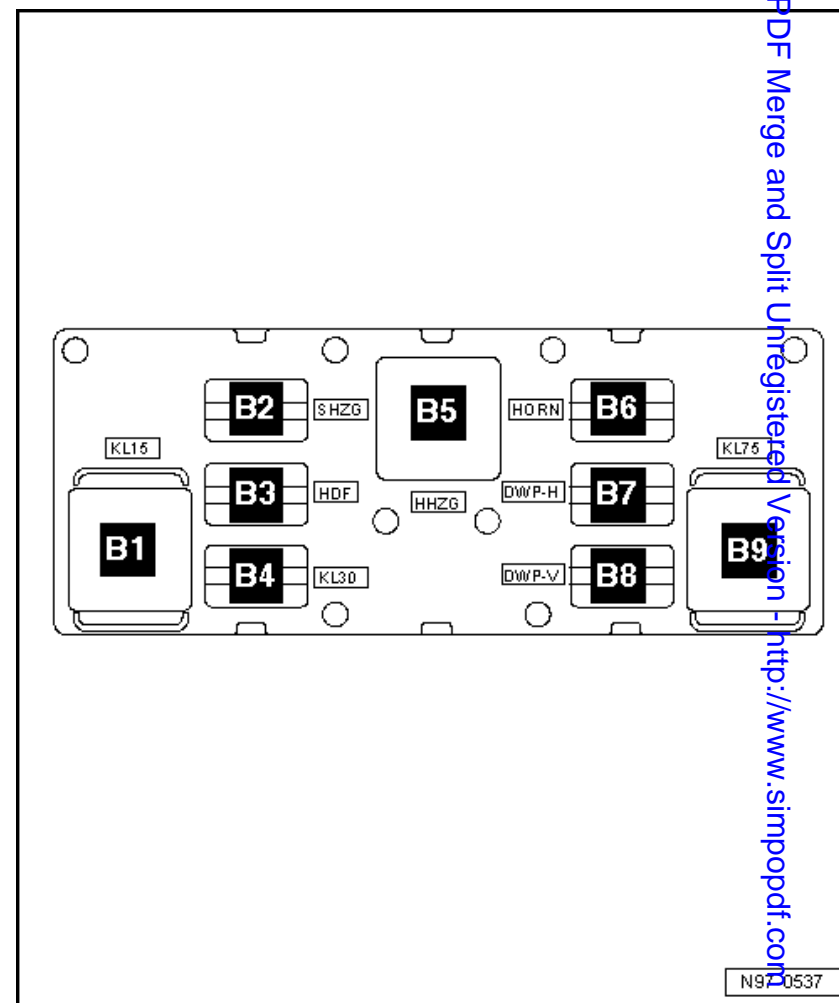 PDF Merge and Split Unregistered Version - http://www.simpopdf.com
B2 SHZG B5 HORN B6
KL15 KL75
B3 HDF HHZG DWP-H B7
B1 B9
B4 KL30 DWP-V B8
N97-0537